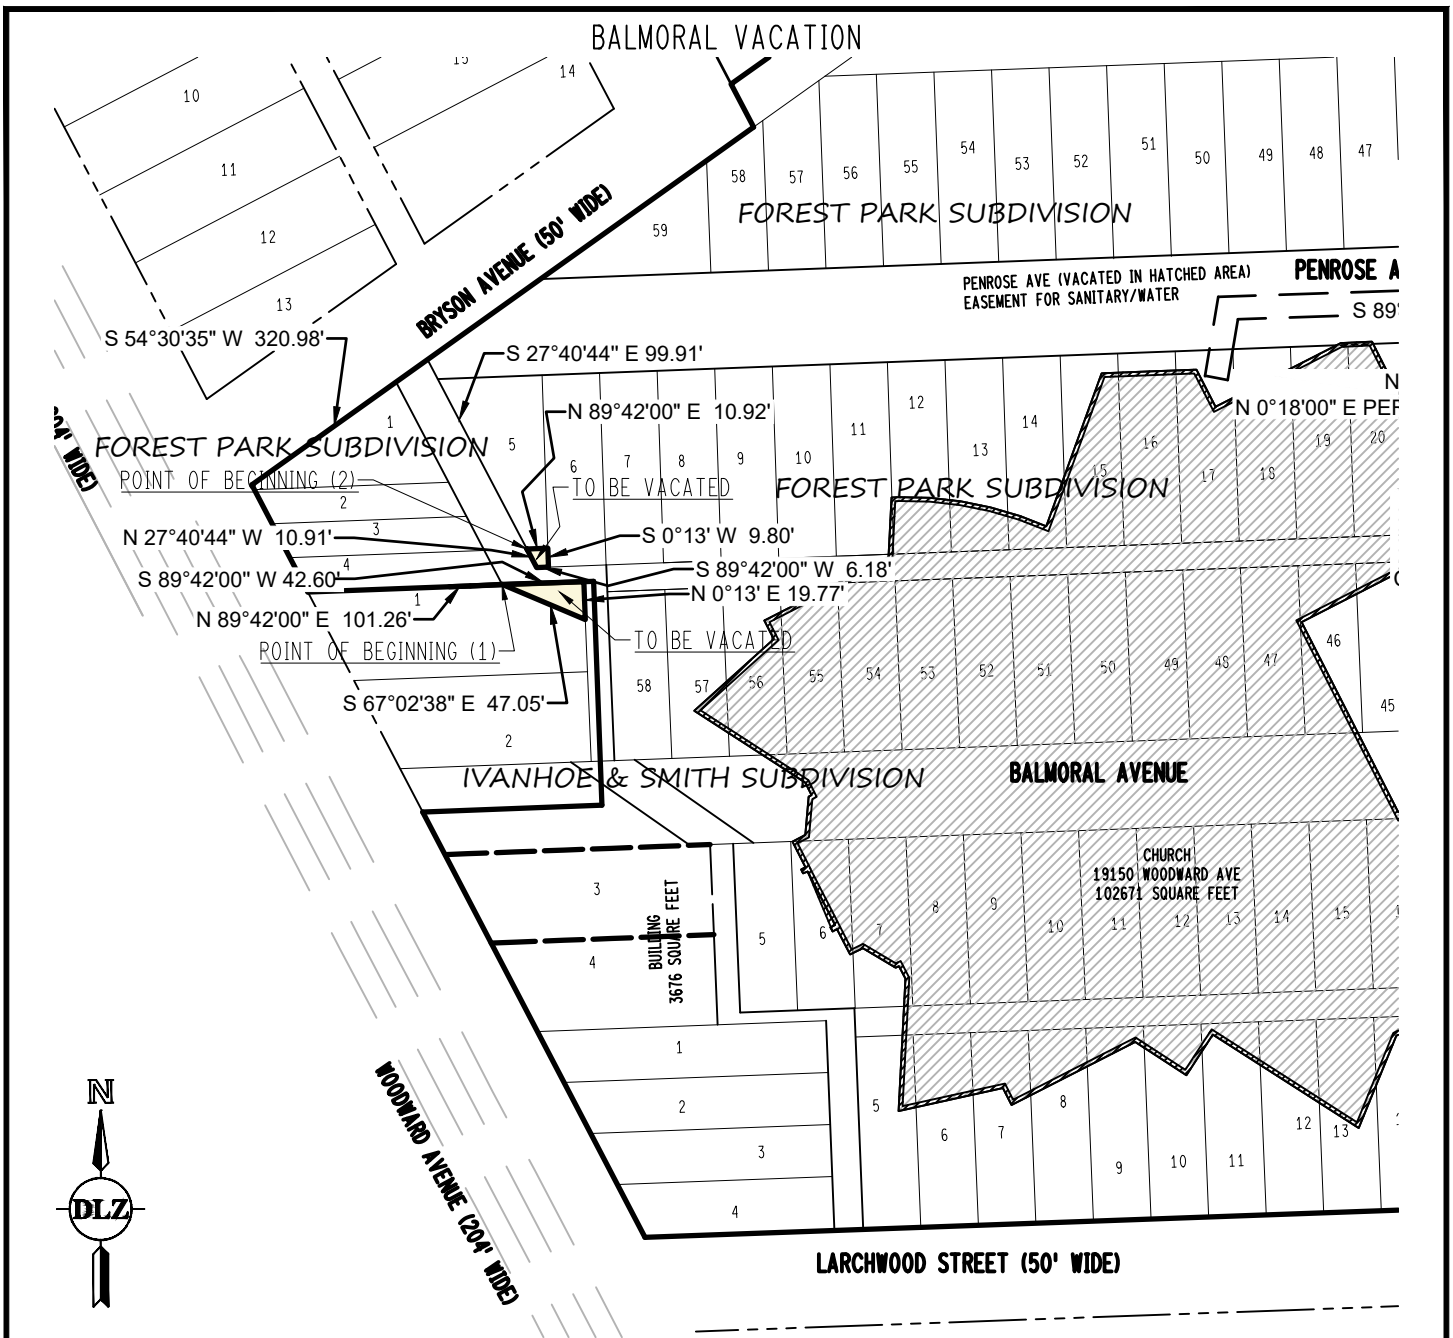 BALMORAL VACATION
10
15
14
11
12
13
BRYSON AVENUE (50' WIDE)
59
58
57
56
55
54
53
52
51
50
49
48
47
FOREST PARK SUBDIVISION
PENROSE AVE (VACATED IN HATCHED AREA)
EASEMENT FOR SANITARY/WATER
PENROSE A
S 89°
S 54°30'35" W 320.98'
S 27°40'44" E 99.91'
N 89°42'00" E 10.92'
N
N 0°18'00" E PER
1
5
6
7
8
9
10
11
12
13
14
15
16
17
18
19
20
WIDE)
FOREST PARK SUBDIVISION
POINT OF BEGINNING (2)
TO BE VACATED
FOREST PARK SUBDIVISION
2
3
4
N 27°40'44" W 10.91'
S 0°13' W 9.80'
S 89°42'00" W 42.60'
S 89°42'00" W 6.18'
N 0°13' E 19.77'
1
N 89°42'00" E 101.26'
POINT OF BEGINNING (1)
TO BE VACATED
S 67°02'38" E 47.05'
2
58
57
56
55
54
53
52
51
50
49
48
47
46
45
IVANHOE & SMITH SUBDIVISION
BALMORAL AVENUE
CHURCH
19150 WOODWARD AVE
102671 SQUARE FEET
3
4
BUILDING
3676 SQUARE FEET
5
6
7
8
9
10
11
12
13
14
15
1
2
3
4
5
6
7
8
9
10
11
12
13
WOODWARD AVENUE (204' WIDE)
N
DLZ
LARCHWOOD STREET (50' WIDE)